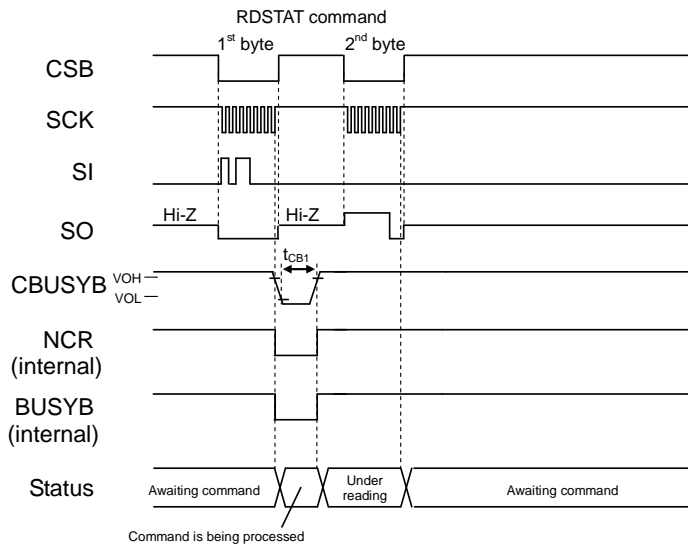 RDSTAT command
1st byte
2nd byte
CSB
SCK
SI
Hi-Z
Hi-Z
SO
tCB1
VOH
CBUSYB
VOL
NCR
(internal)
BUSYB
(internal)
Status
Awaiting command
Under
reading
Awaiting command
Command is being processed